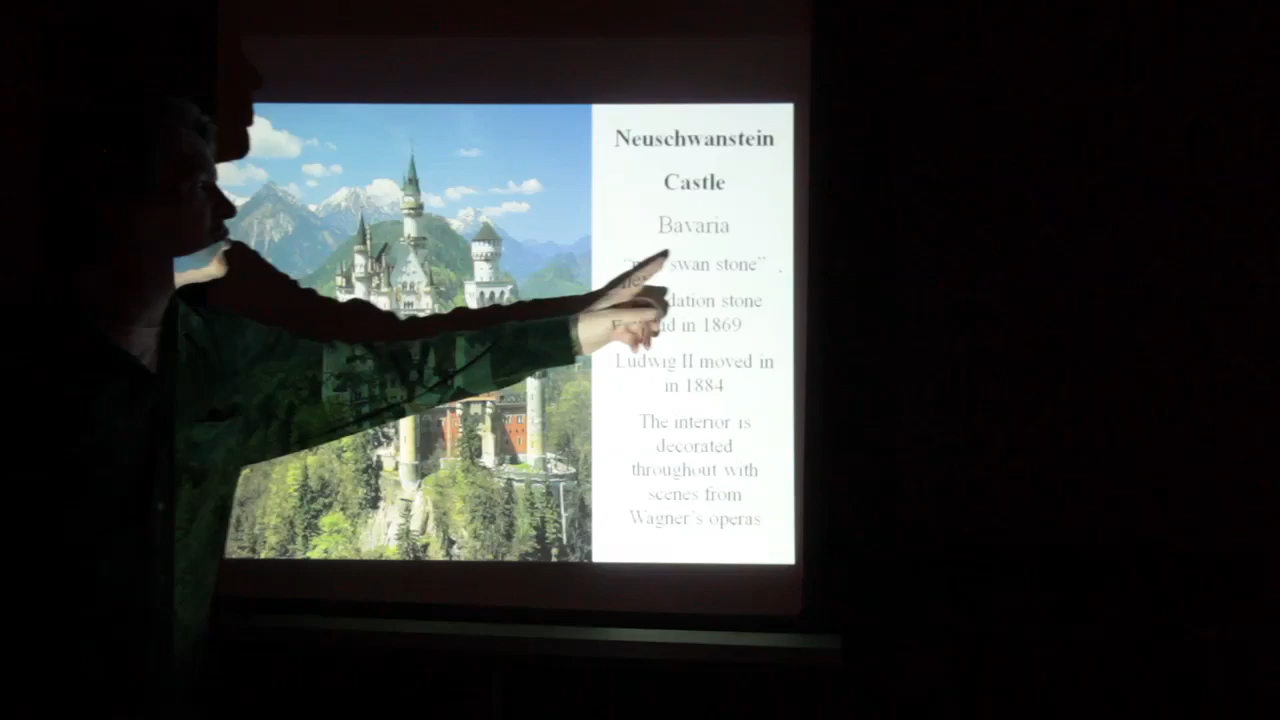 Neuschwanstein
Castle
Bavaria
swan stone”
stone
in 1869
Ludwig II moved in
in 1884
The interior is
decorated
throughout with
scenes from
Wagner's operas